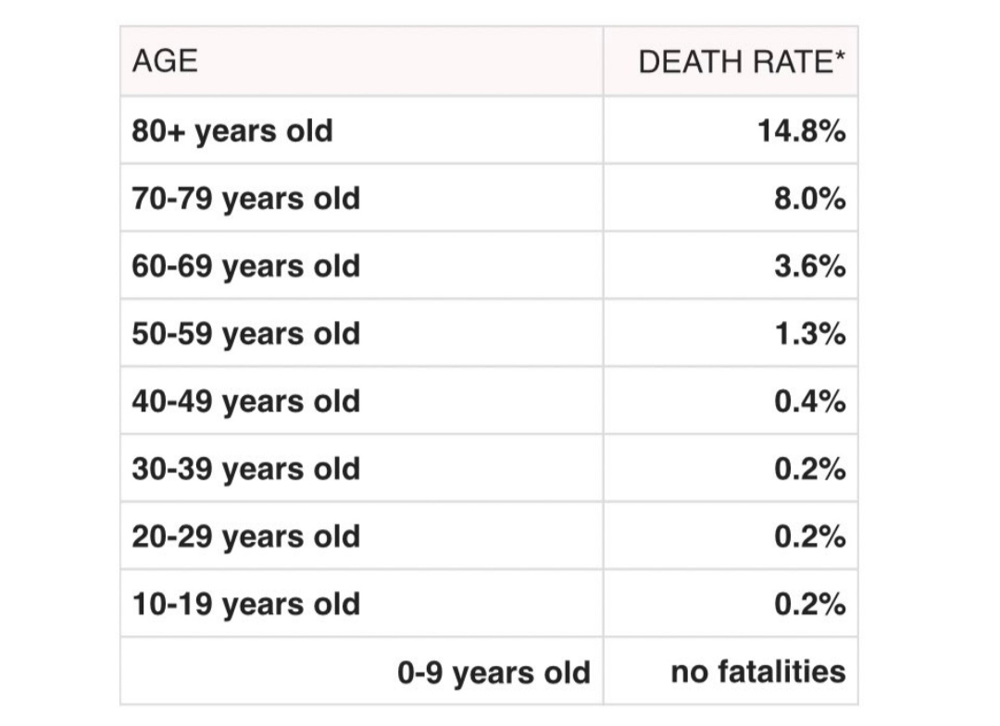 AGE DEATH RATE*
80+ years old 14.8%
70-79 years old 8.0%
60-69 years old 3.6%
50-59 years old 1.3%
40-49 years old 0.4%
30-39 years old 0.2%
20-29 years old 0.2%
10-19 years old 0.2%
0-9 years old no fatalities